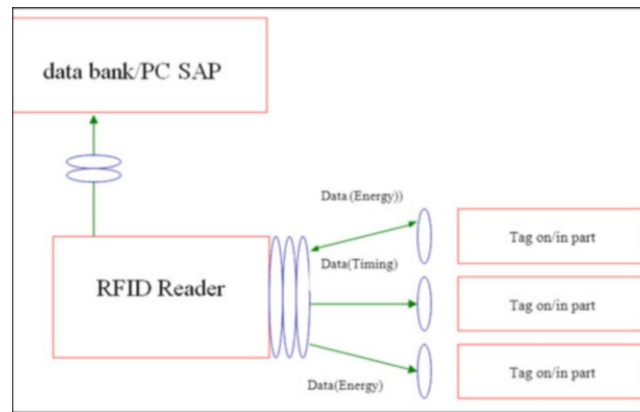 data bank/PC SAP
Data (Energy))
Tag on/in part
Data(Timing)
RFID Reader
Tag on/in part
Data(Energy)
Tag on/in part